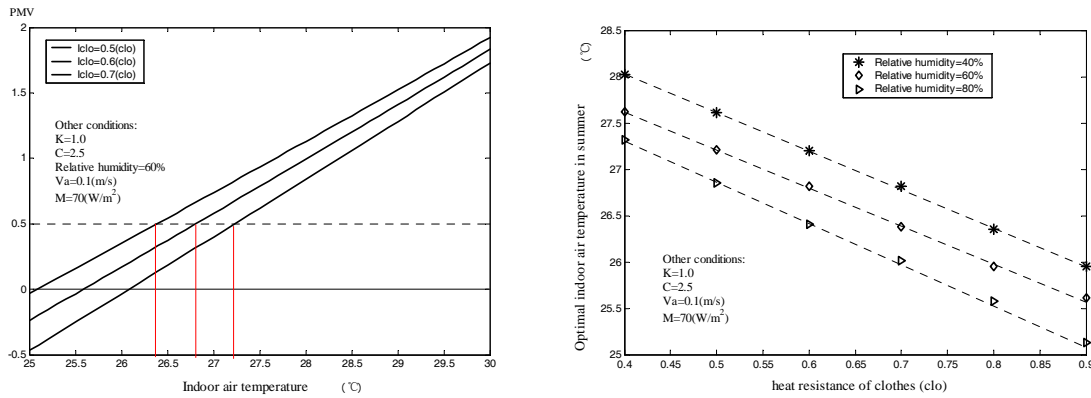 PMV
2
1.5
1
0.5
0
-0.5
Iclo=0.5(clo)
Iclo=0.6(clo)
Iclo=0.7(clo)
Other conditions:
K=1.0
C=2.5
Relative humidity=60%
Va=0.1(m/s)
M=70(W/m²)
25 25.5 26 26.5 27 27.5 28 28.5 29 29.5 30
Indoor air temperature (℃)
Optimal indoor air temperature in summer (℃)
28.5
28
27.5
27
26.5
26
25.5
25
Relative humidity=40%
Relative humidity=60%
Relative humidity=80%
Other conditions:
K=1.0
C=2.5
Va=0.1(m/s)
M=70(W/m²)
0.4 0.45 0.5 0.55 0.6 0.65 0.7 0.75 0.8 0.85 0.9
heat resistance of clothes (clo)